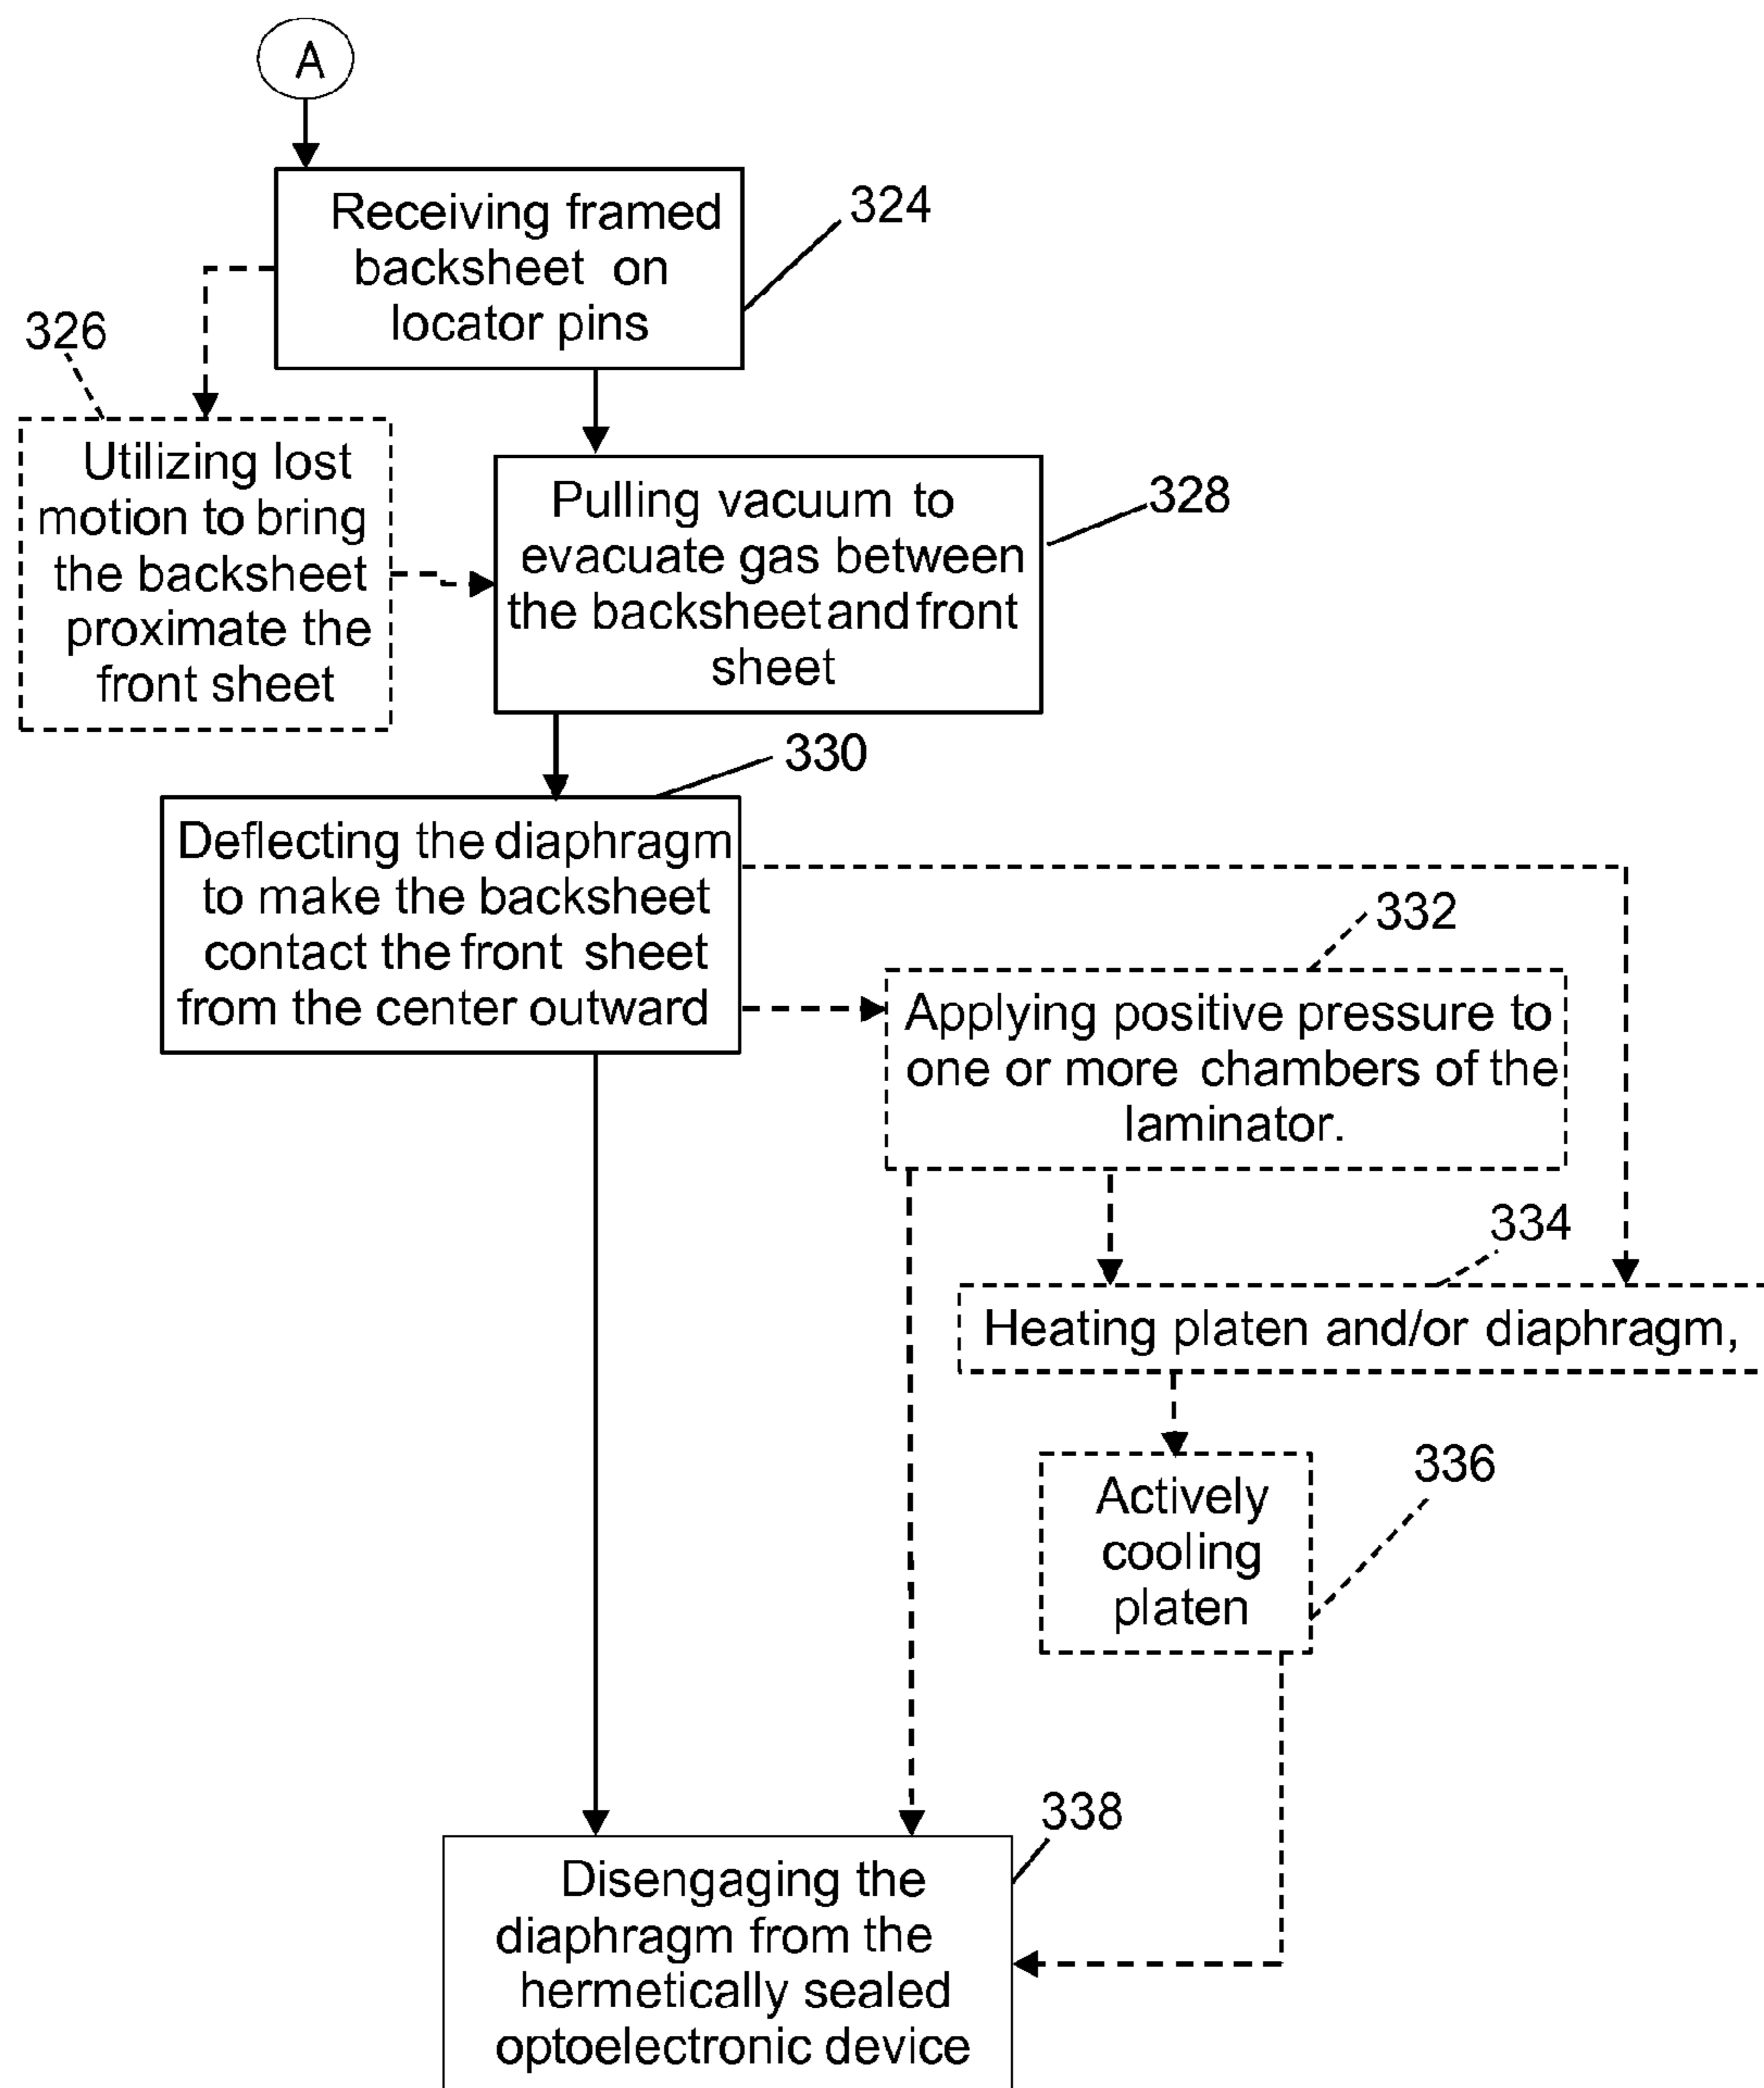 A
Receiving framed
backsheet on
locator pins
324
326
Utilizing lost
motion to bring
the backsheet
proximate the
front sheet
Pulling vacuum to
evacuate gas between
the backsheet and front
sheet
328
330
Deflecting the diaphragm
to make the backsheet
contact the front sheet
from the center outward
332
Applying positive pressure to
one or more chambers of the
laminator.
334
Heating platen and/or diaphragm,
336
Actively
cooling
platen
338
Disengaging the
diaphragm from the
hermetically sealed
optoelectronic device